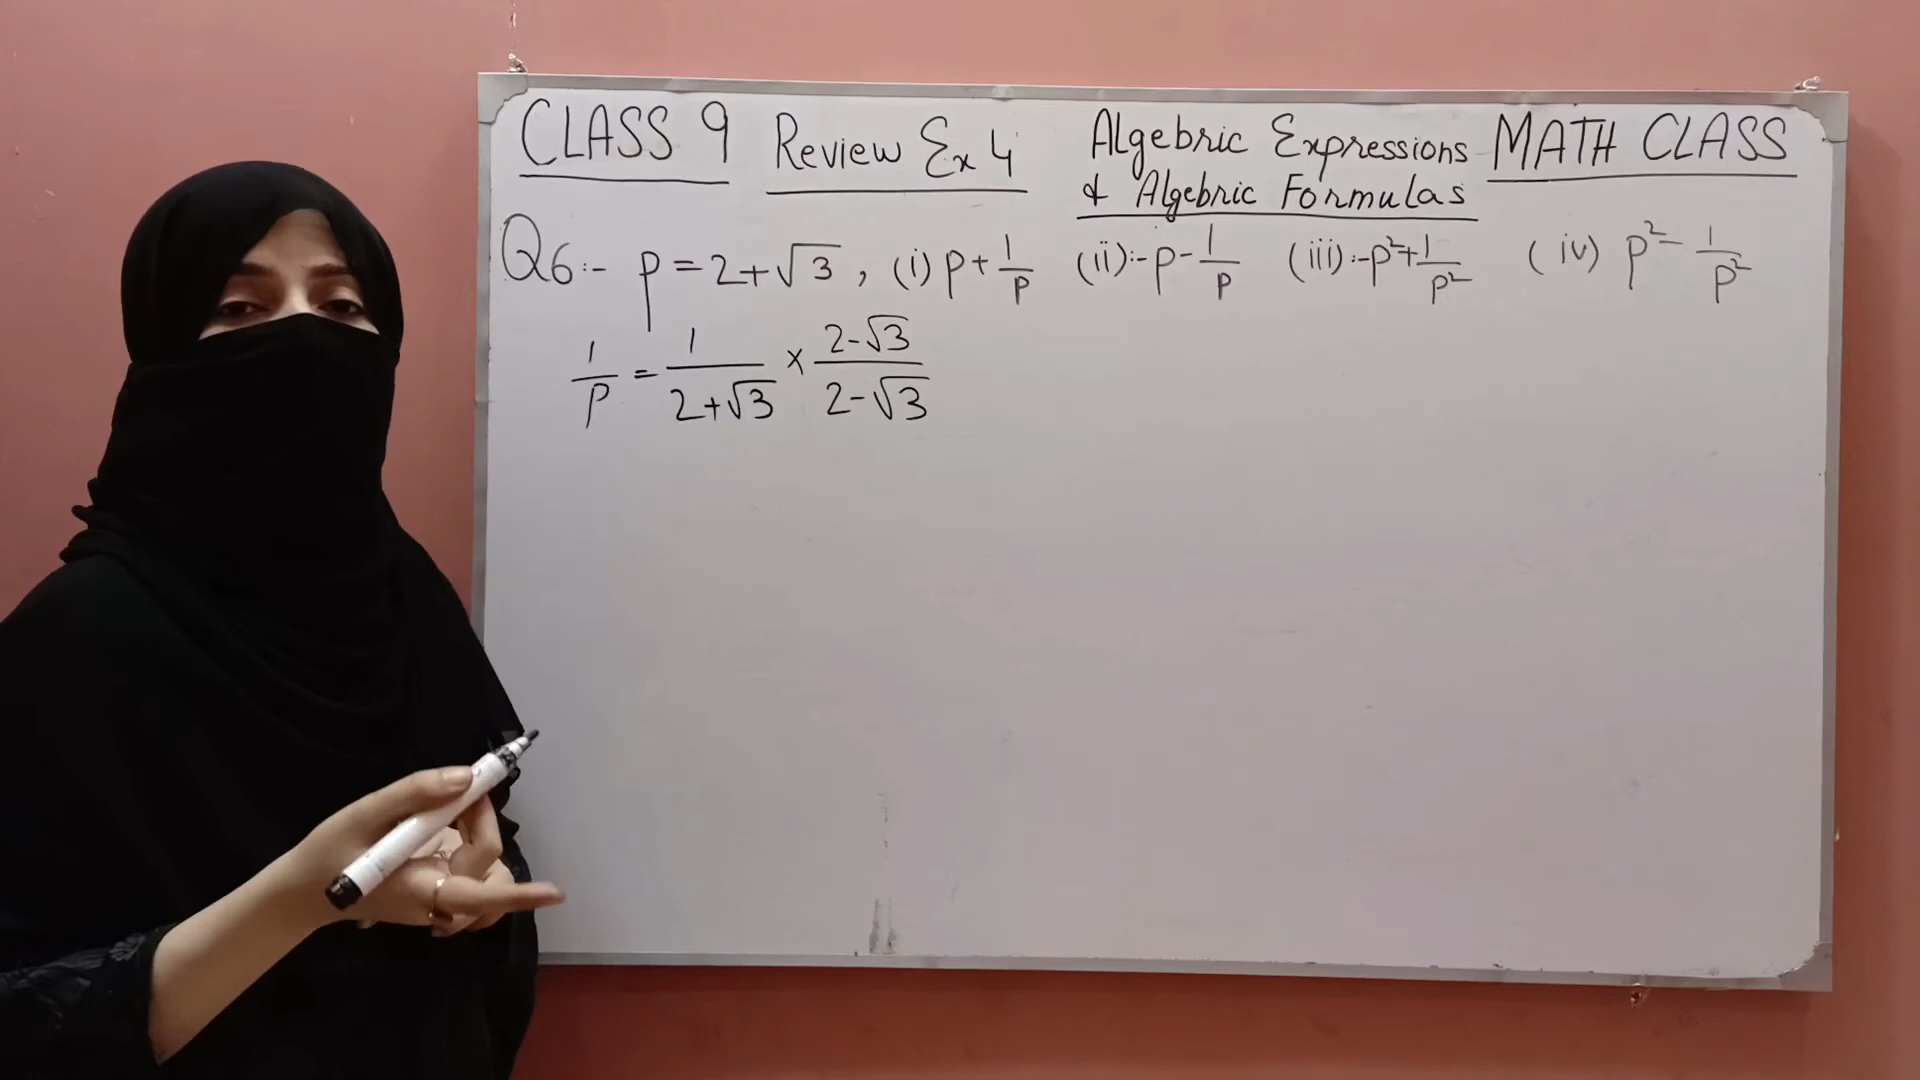 CLASS 9 Review Ex 4 Algebric Expressions MATH CLASS
& Algebric Formulas
Q6:- p = 2+√3 , (i) p + 1/p (ii):- p - 1/p (iii):- p² + 1/p² (iv) p² - 1/p²
1/p = 1/(2+√3) × (2-√3)/(2-√3)